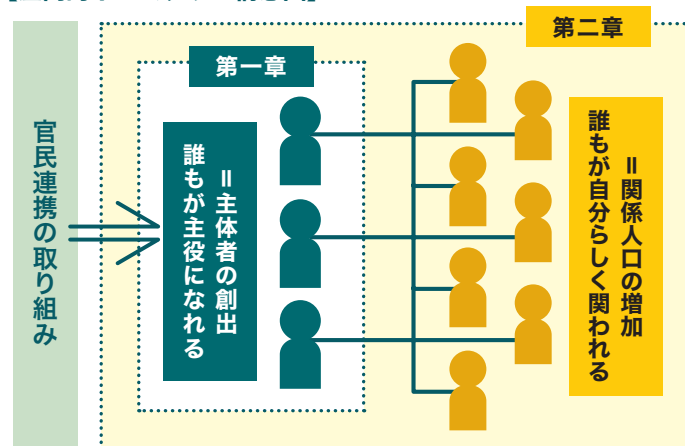 官民連携の取り組み
第一章
誰もが主役になれる
=主体者の創出
第二章
誰もが自分らしく関われる
=関係人口の増加